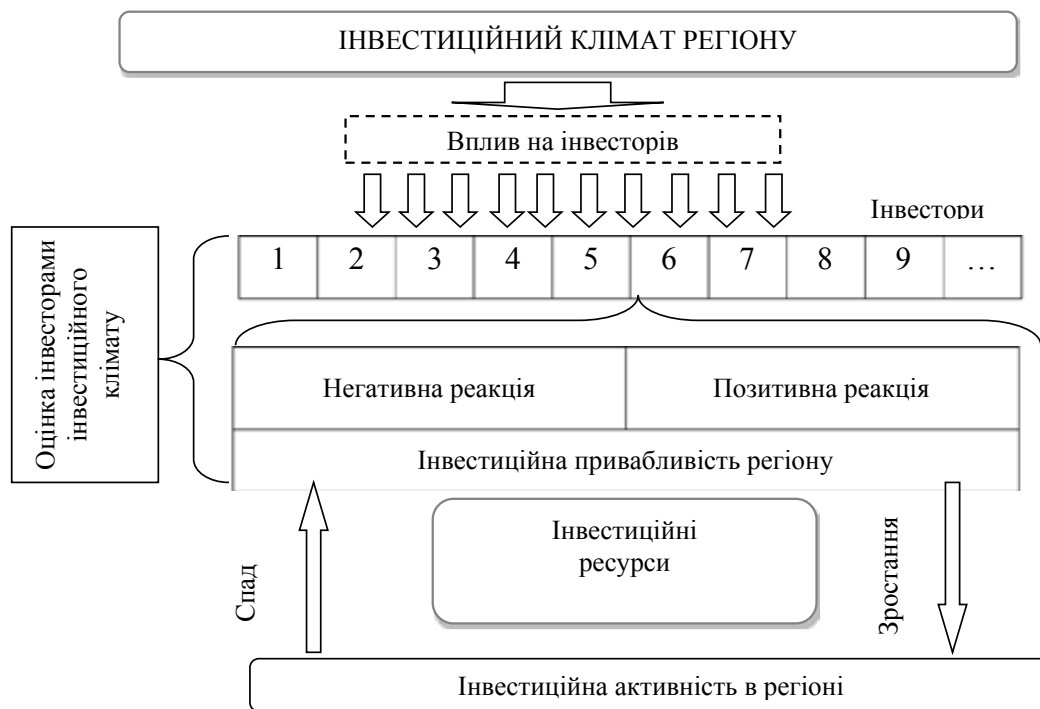 ІНВЕСТИЦІЙНИЙ КЛІМАТ РЕГІОНУ
Вплив на інвесторів
Інвестори
Оцінка інвесторами
інвестиційного
клімату
1 2 3 4 5 6 7 8 9 …
Негативна реакція Позитивна реакція
Інвестиційна привабливість регіону
Інвестиційні
ресурси
Спад
Зростання
Інвестиційна активність в регіоні